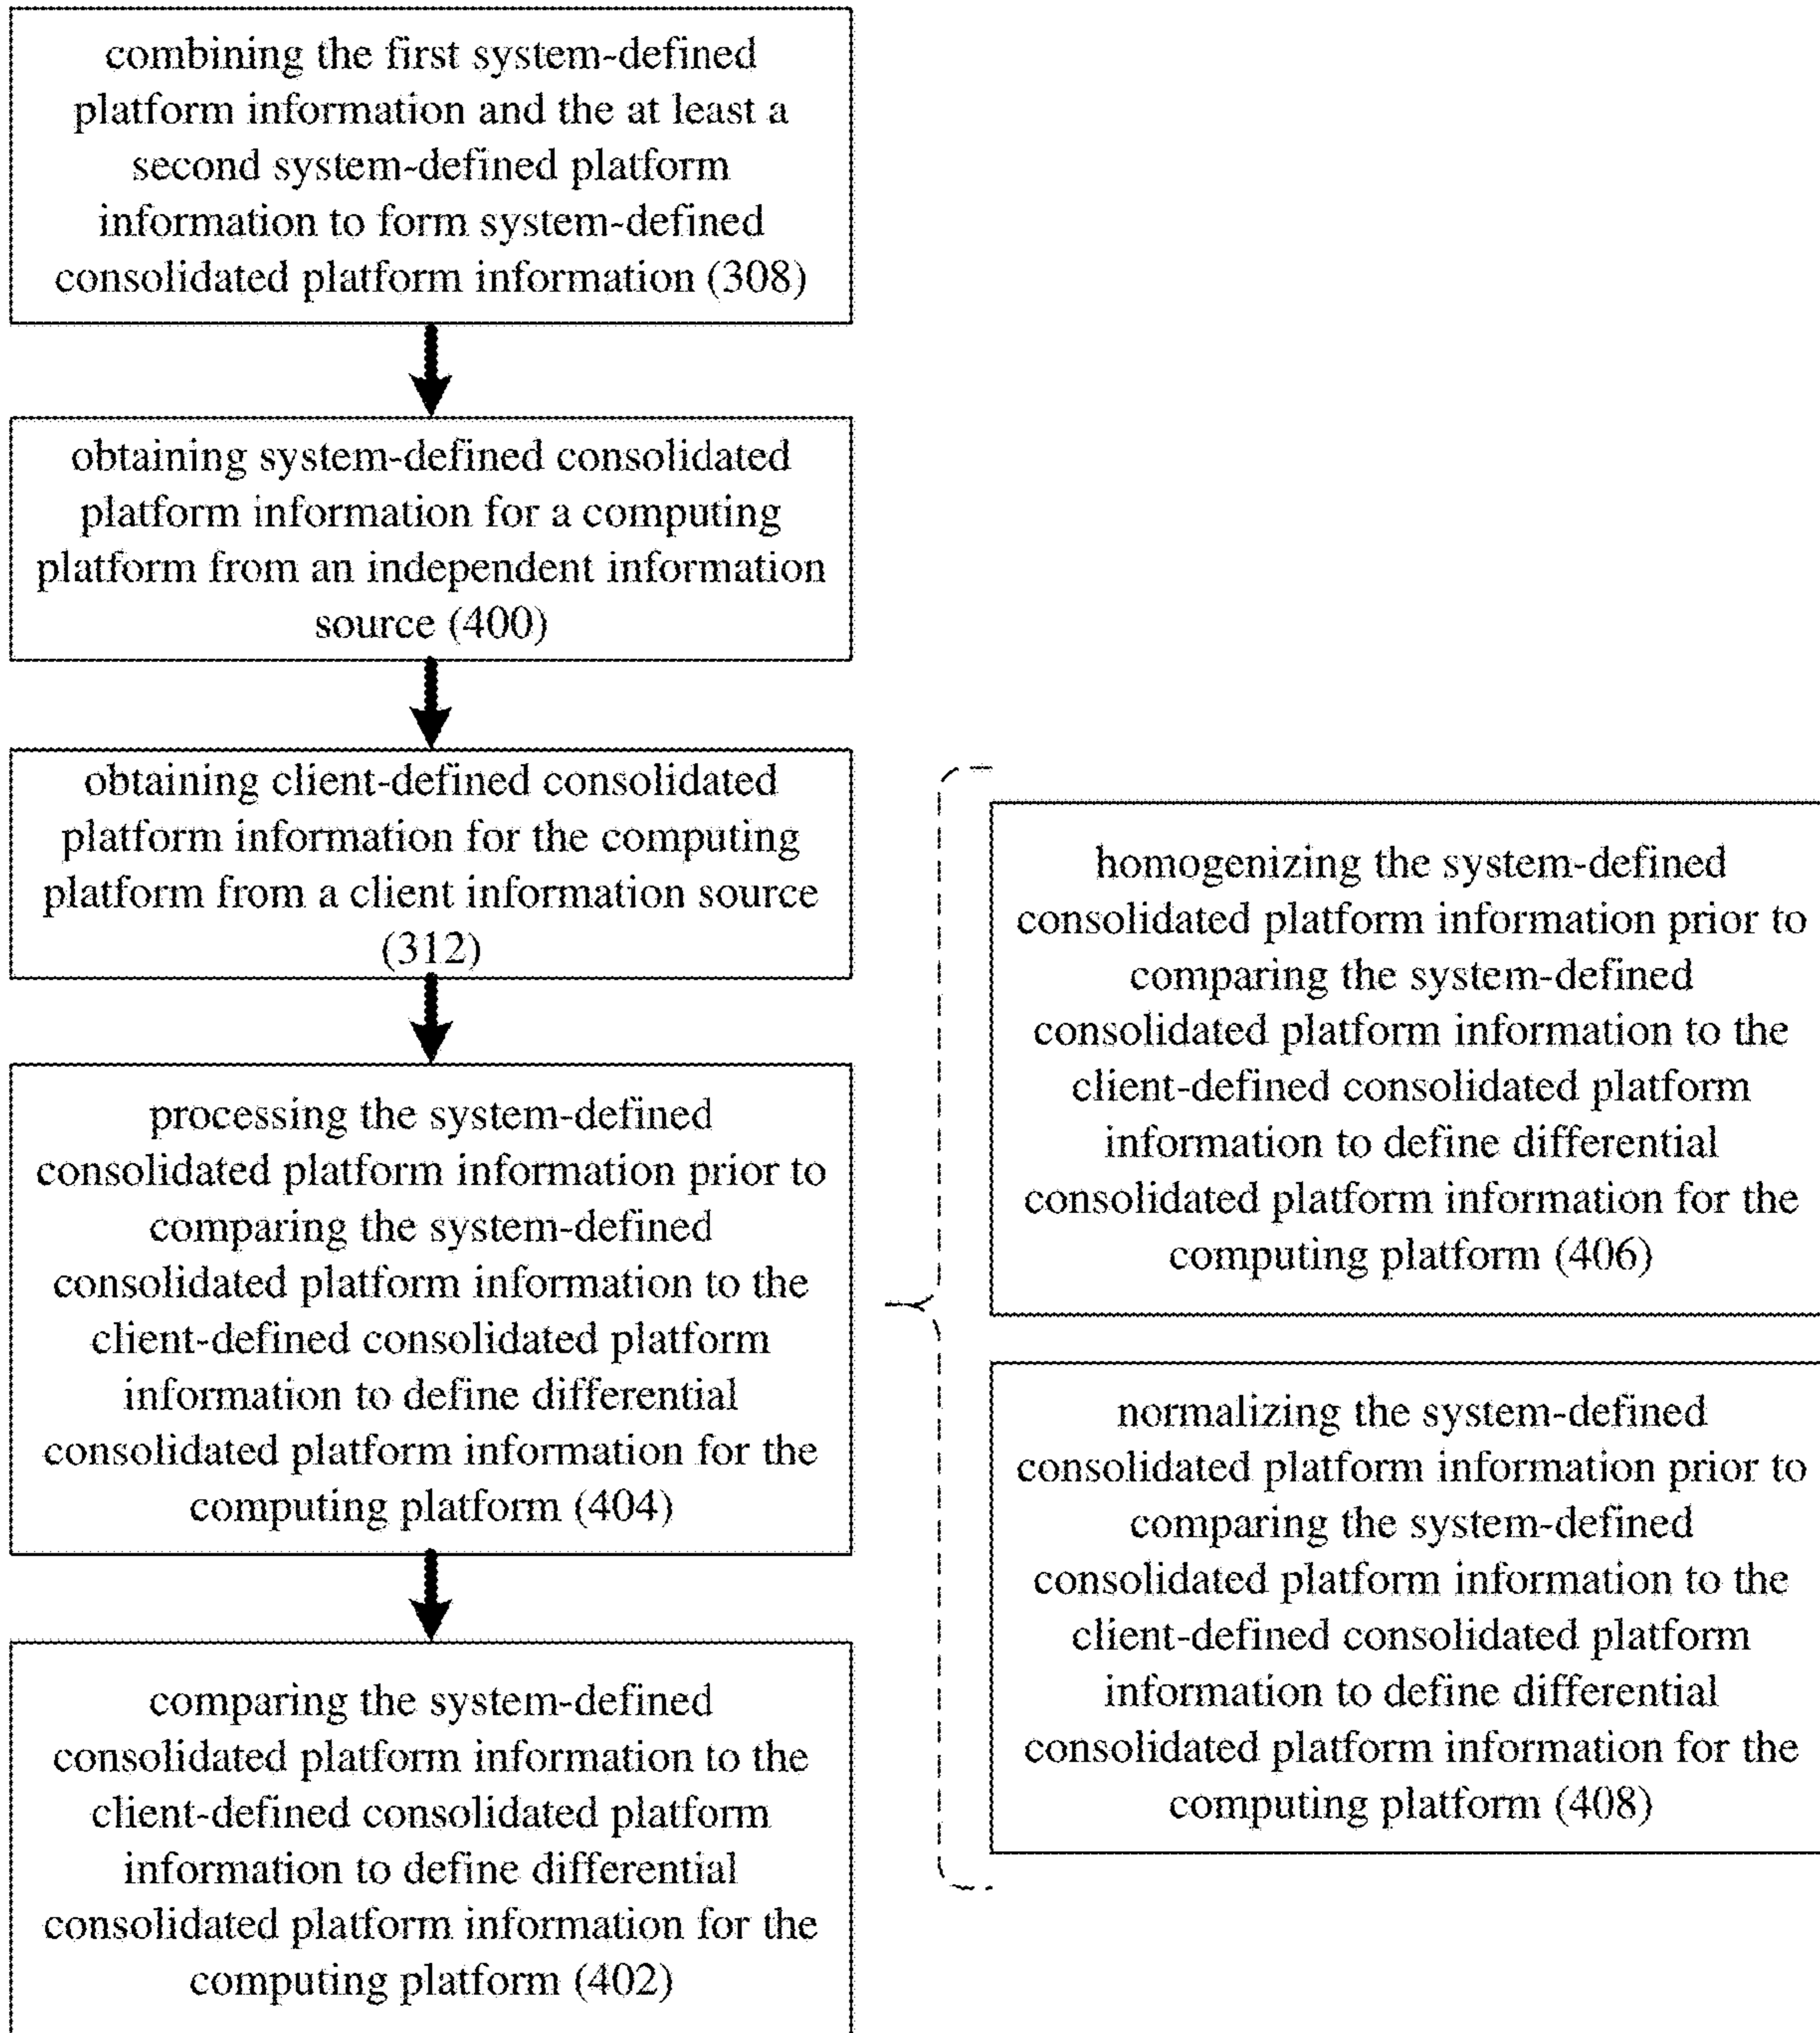 combining the first system-defined
platform information and the at least a
second system-defined platform
information to form system-defined
consolidated platform information (308)
obtaining system-defined consolidated
platform information for a computing
platform from an independent information
source (400)
obtaining client-defined consolidated
platform information for the computing
platform from a client information source
(312)
processing the system-defined
consolidated platform information prior to
comparing the system-defined
consolidated platform information to the
client-defined consolidated platform
information to define differential
consolidated platform information for the
computing platform (404)
comparing the system-defined
consolidated platform information to the
client-defined consolidated platform
information to define differential
consolidated platform information for the
computing platform (402)
homogenizing the system-defined
consolidated platform information prior to
comparing the system-defined
consolidated platform information to the
client-defined consolidated platform
information to define differential
consolidated platform information for the
computing platform (406)
normalizing the system-defined
consolidated platform information prior to
comparing the system-defined
consolidated platform information to the
client-defined consolidated platform
information to define differential
consolidated platform information for the
computing platform (408)